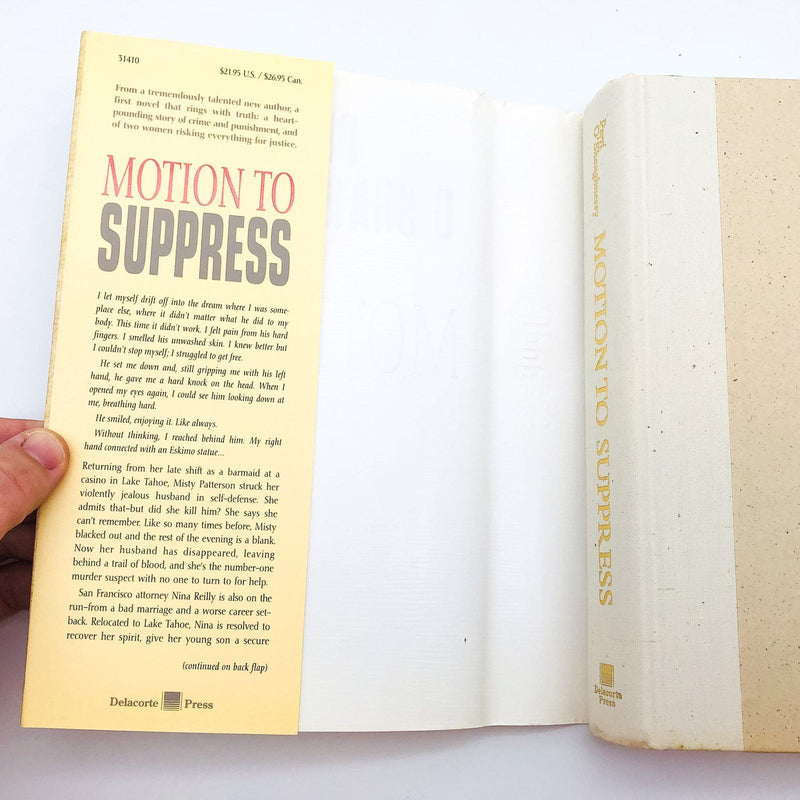 31410
$21.95 U.S. / $26.95 Can.
From a tremendously talented new author, a
first novel that rings with truth: a heart-
pounding story of crime and punishment, and
of two women risking everything for justice.
MOTION TO
SUPPRESS
I let myself drift off into the dream where I was some-
place else, where it didn't matter what he did to my
body. This time it didn't work. I felt pain from his hard
fingers. I smelled his unwashed skin. I knew better but
I couldn't stop myself; I struggled to get free.
He set me down and, still gripping me with his left
hand, he gave me a hard knock on the head. When I
opened my eyes again, I could see him looking down at
me, breathing hard.
He smiled, enjoying it. Like always.
Without thinking, I reached behind him. My right
hand connected with an Eskimo statue...
Returning from her late shift as a barmaid at a
casino in Lake Tahoe, Misty Patterson struck her
violently jealous husband in self-defense. She
admits that–but did she kill him? She says she
can't remember. Like so many times before, Misty
blacked out and the rest of the evening is a blank.
Now her husband has disappeared, leaving
behind a trail of blood, and she's the number-one
murder suspect with no one to turn to for help.
San Francisco attorney Nina Reilly is also on the
run–from a bad marriage and a worse career set-
back. Relocated to Lake Tahoe, Nina is resolved to
recover her spirit, give her young son a secure
(continued on back flap)
Delacorte Press
Perri
O'Shaughnessy
MOTION TO SUPPRESS
Delacorte
Press